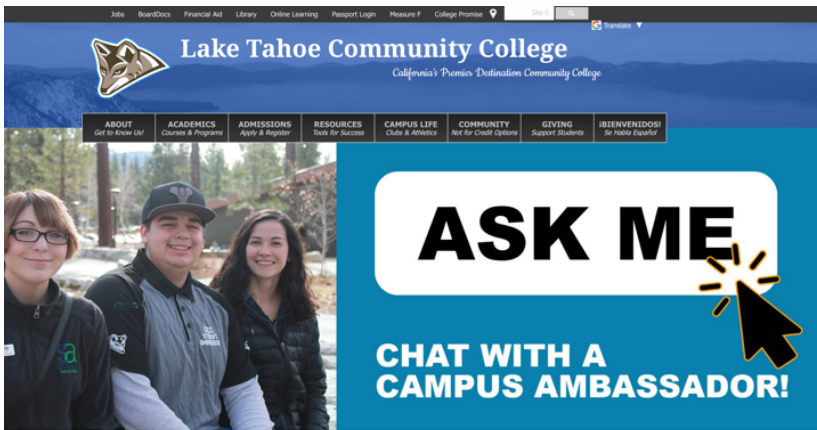 Jobs BoardDocs Financial Aid Library Online Learning Passport Login Measure F College Promise
Translate ▼
Lake Tahoe Community College
California's Premier Destination Community College
ABOUT ACADEMICS ADMISSIONS RESOURCES CAMPUS LIFE COMMUNITY GIVING ¡BIENVENIDOS!
Get to Know Us! Courses & Programs Apply & Register Tools for Success Clubs & Athletics Not for Credit Options Support Students Se Habla Español
ASK ME
CHAT WITH A
CAMPUS AMBASSADOR!